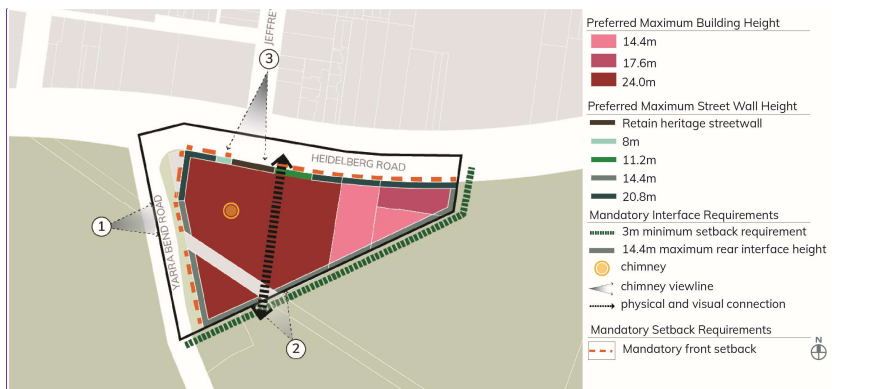 JEFFREY
3
HEIDELBERG ROAD
1
YARRA BEND ROAD
2
Preferred Maximum Building Height
14.4m
17.6m
24.0m
Preferred Maximum Street Wall Height
Retain heritage streetwall
8m
11.2m
14.4m
20.8m
Mandatory Interface Requirements
3m minimum setback requirement
14.4m maximum rear interface height
chimney
chimney viewline
physical and visual connection
Mandatory Setback Requirements
Mandatory front setback
N